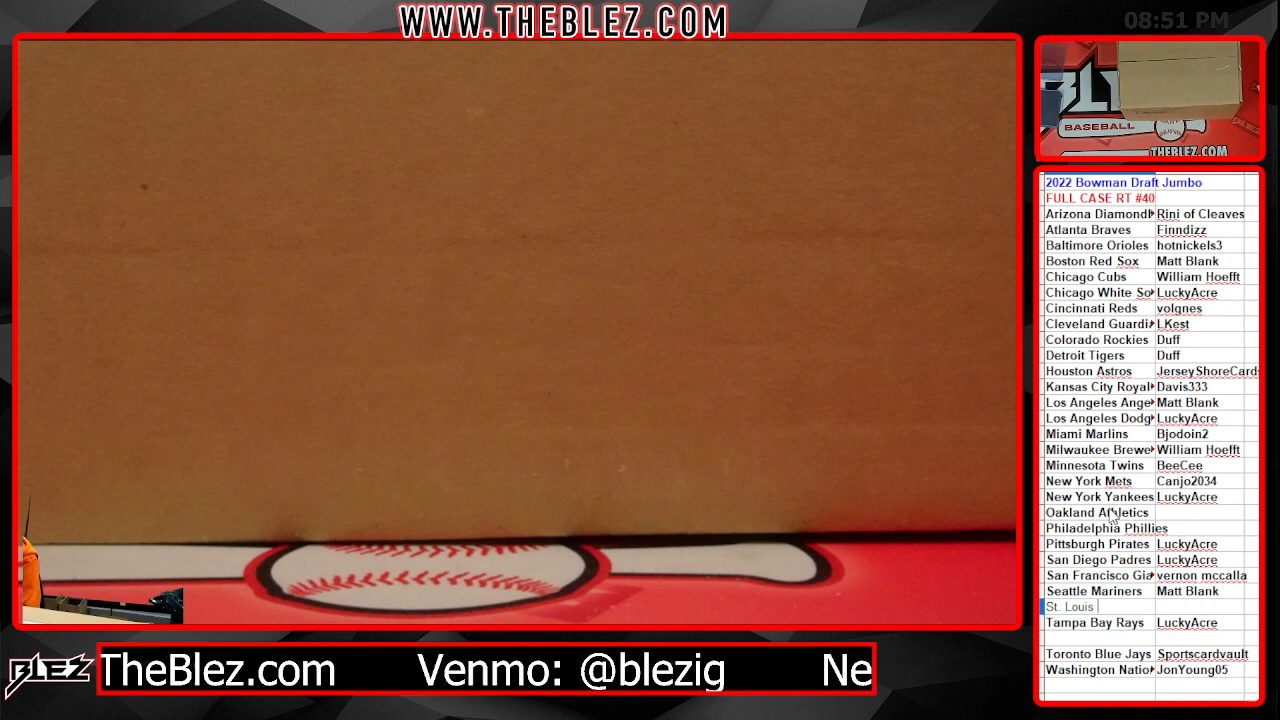 WWW.THEBLEZ.COM
08:51 PM
BASEBALL
THEBLEZ.COM
2022 Bowman Draft Jumbo
FULL CASE RT #40
Arizona Diamondl Rini of Cleaves
Atlanta Braves Finndizz
Baltimore Orioles hotnickels3
Boston Red Sox Matt Blank
Chicago Cubs William Hoefft
Chicago White So LuckyAcre
Cincinnati Reds volgnes
Cleveland Guardia LKest
Colorado Rockies Duff
Detroit Tigers Duff
Houston Astros JerseyShoreCards
Kansas City Royal Davis333
Los Angeles Ange Matt Blank
Los Angeles Dodg LuckyAcre
Miami Marlins Bjodoin2
Milwaukee Brewe William Hoefft
Minnesota Twins BeeCee
New York Mets Canjo2034
New York Yankees LuckyAcre
Oakland Athletics
Philadelphia Phillies
Pittsburgh Pirates LuckyAcre
San Diego Padres LuckyAcre
San Francisco Gia vernon mccalla
Seattle Mariners Matt Blank
St. Louis
Tampa Bay Rays LuckyAcre
Toronto Blue Jays Sportscardvault
Washington Natio JonYoung05
BLEZ TheBlez.com Venmo: @blezig Ne